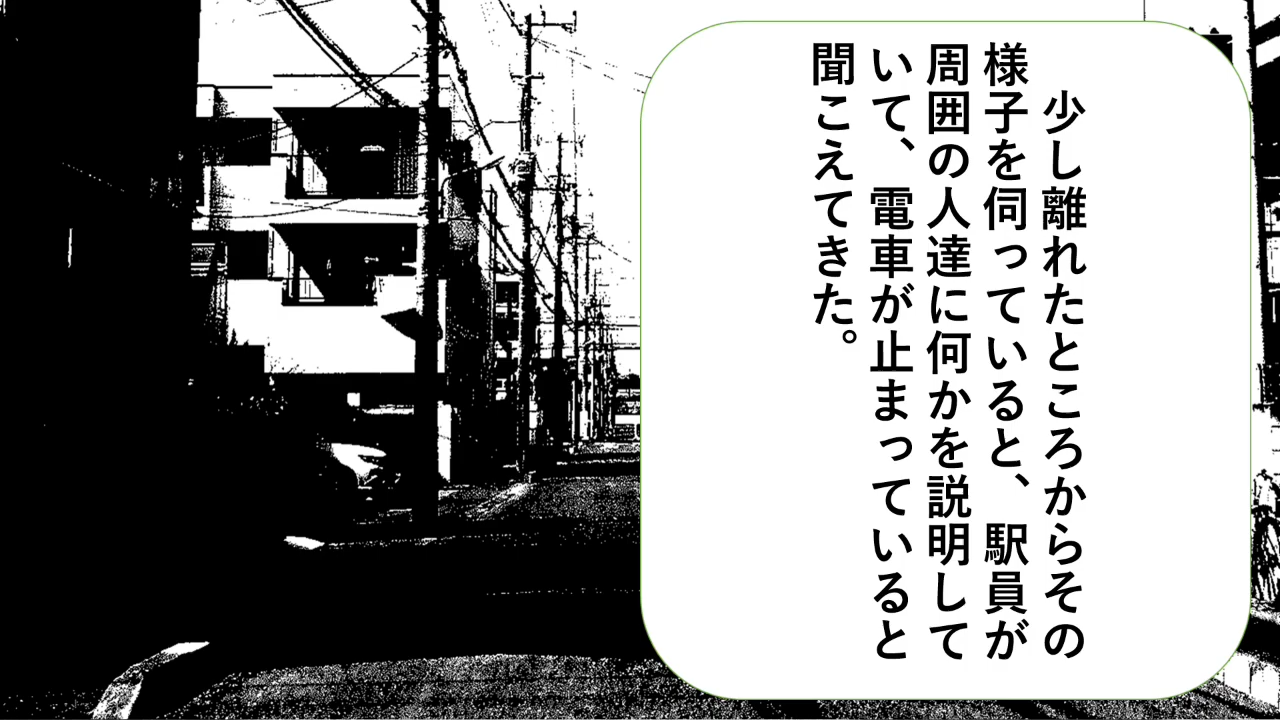 少し離れたところからその
様子を伺っていると、駅員が
周囲の人達に何かを説明して
いて、電車が止まっていると
聞こえてきた。